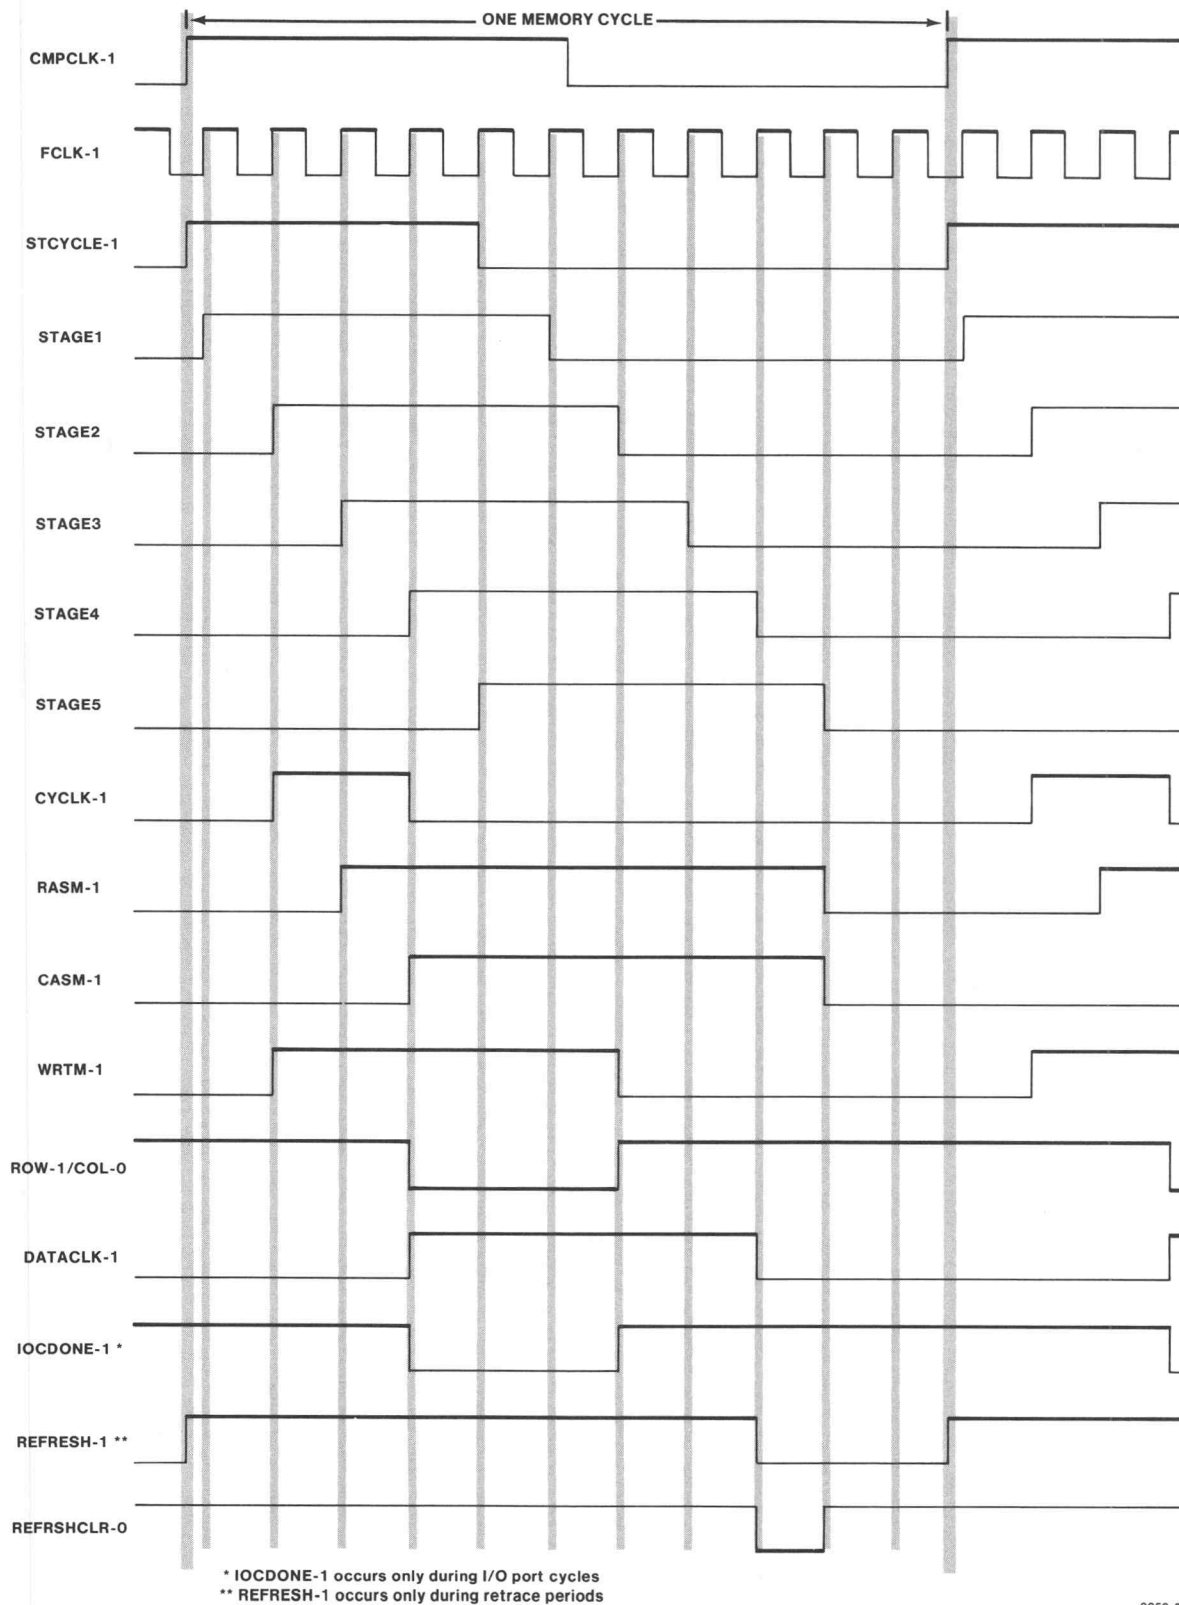 ONE MEMORY CYCLE
CMPCLK-1
FCLK-1
STCYCLE-1
STAGE1
STAGE2
STAGE3
STAGE4
STAGE5
CYCLK-1
RASM-1
CASM-1
WRTM-1
ROW-1/COL-0
DATACLK-1
IOCDONE-1 *
REFRESH-1 **
REFRSHCLR-0
* IOCDONE-1 occurs only during I/O port cycles
** REFRESH-1 occurs only during retrace periods